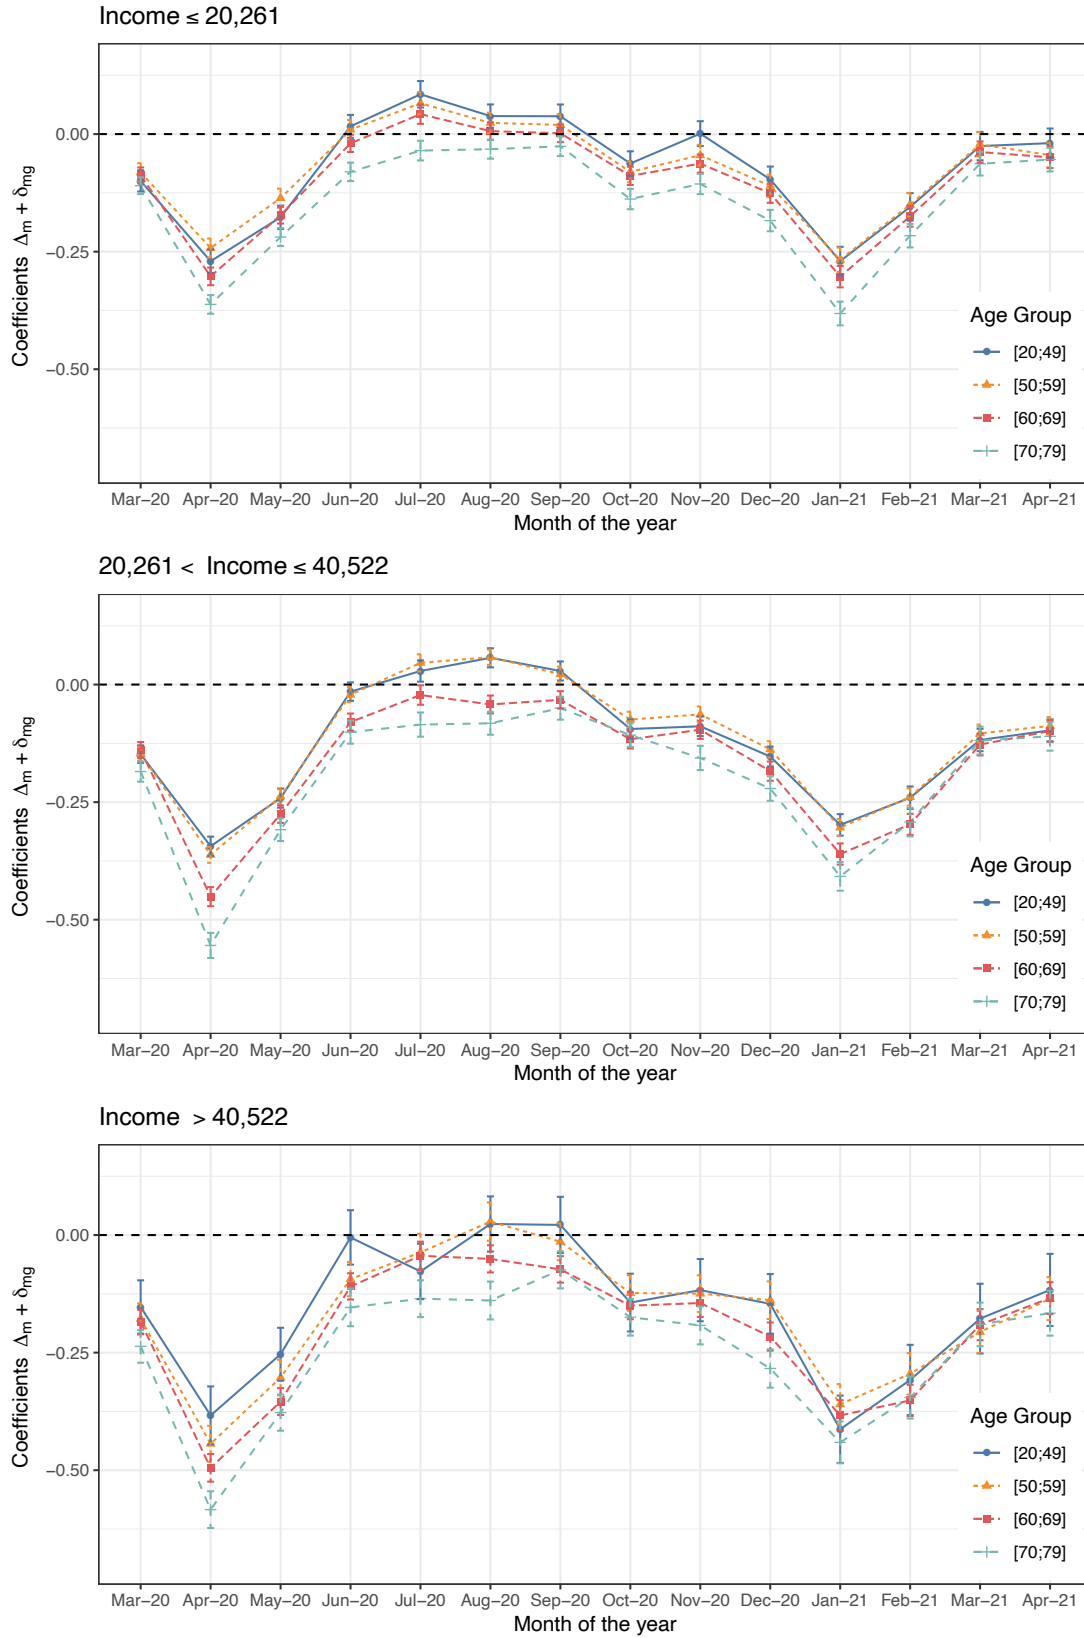 Income ≤ 20,261
Coefficients Δm + δmg
0.00
−0.25
−0.50
Age Group
[20;49]
[50;59]
[60;69]
[70;79]
Mar−20 Apr−20 May−20 Jun−20 Jul−20 Aug−20 Sep−20 Oct−20 Nov−20 Dec−20 Jan−21 Feb−21 Mar−21 Apr−21
Month of the year
20,261 < Income ≤ 40,522
Coefficients Δm + δmg
0.00
−0.25
−0.50
Age Group
[20;49]
[50;59]
[60;69]
[70;79]
Mar−20 Apr−20 May−20 Jun−20 Jul−20 Aug−20 Sep−20 Oct−20 Nov−20 Dec−20 Jan−21 Feb−21 Mar−21 Apr−21
Month of the year
Income > 40,522
Coefficients Δm + δmg
0.00
−0.25
−0.50
Age Group
[20;49]
[50;59]
[60;69]
[70;79]
Mar−20 Apr−20 May−20 Jun−20 Jul−20 Aug−20 Sep−20 Oct−20 Nov−20 Dec−20 Jan−21 Feb−21 Mar−21 Apr−21
Month of the year